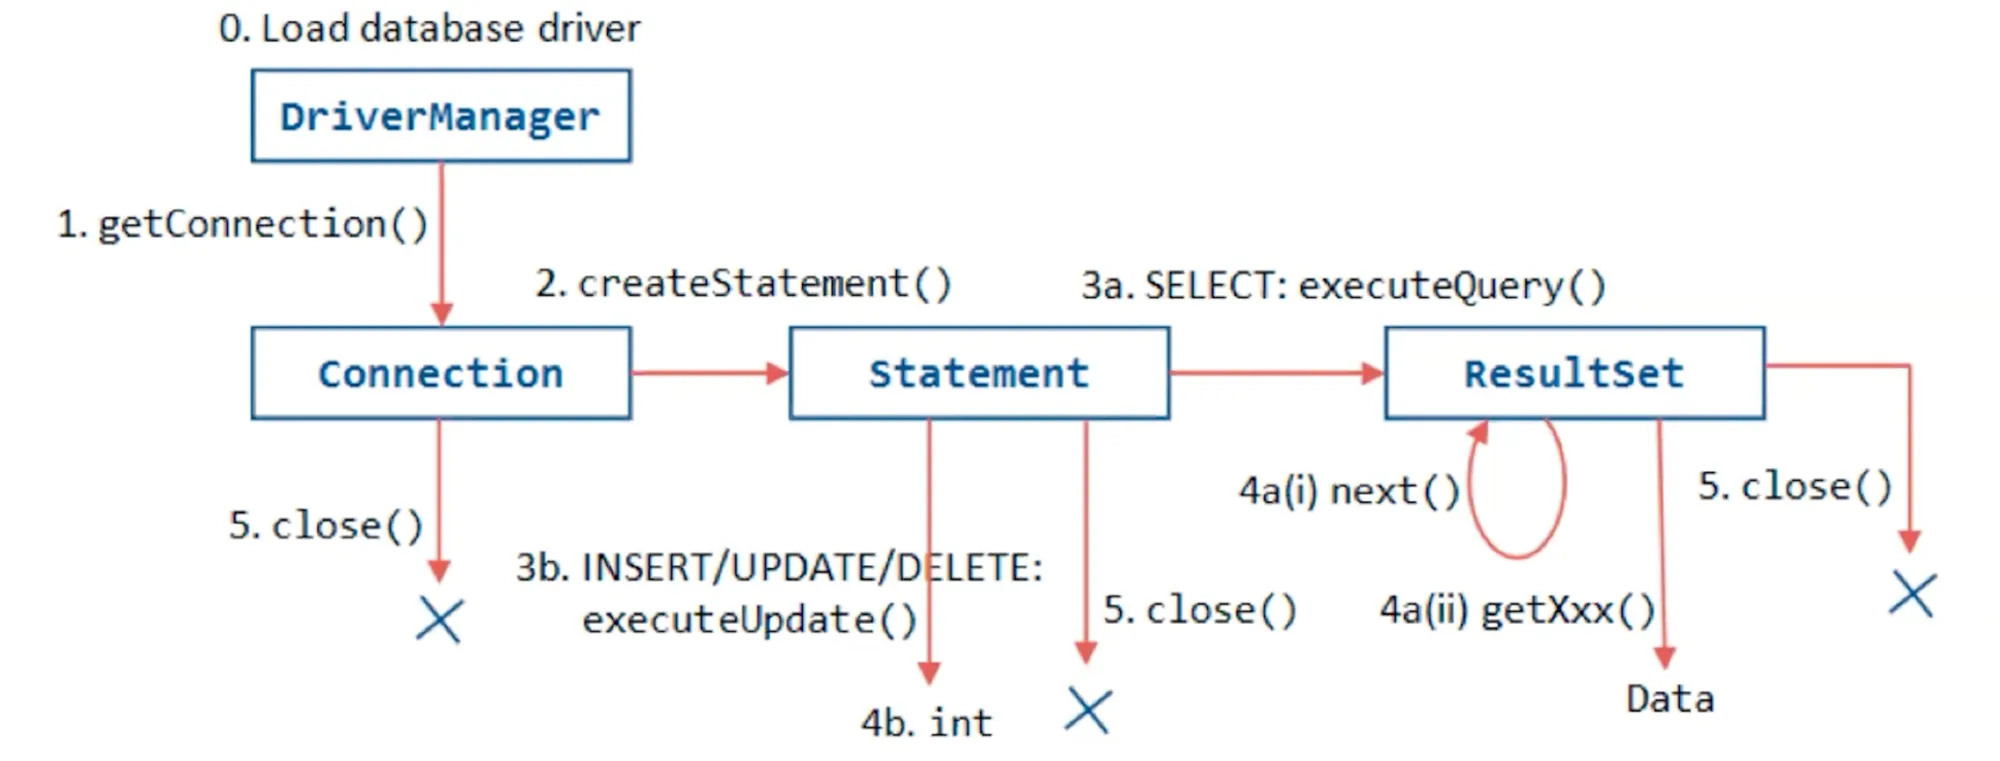 0. Load database driver
DriverManager
1. getConnection()
2. createStatement()
3a. SELECT: executeQuery()
Connection
Statement
ResultSet
5. close()
3b. INSERT/UPDATE/DELETE:
executeUpdate()
4b. int
5. close()
4a(i) next()
4a(ii) getXxx()
Data
5. close()